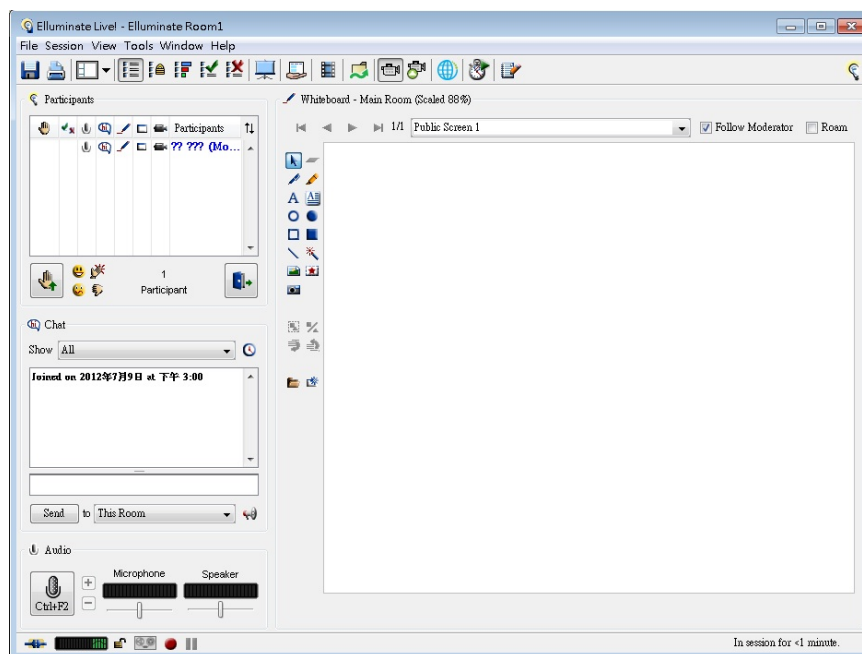 Elluminate Live! - Elluminate Room1
File Session View Tools Window Help
Participants
Participants
?? ??? (Mo...
1
Participant
Chat
Show All
Joined on 2012年7月9日 at 下午 3:00
Send to This Room
Audio
Microphone Speaker
Ctrl+F2
Whiteboard - Main Room (Scaled 88%)
1/1 Public Screen 1 Follow Moderator Roam
A A
In session for <1 minute.